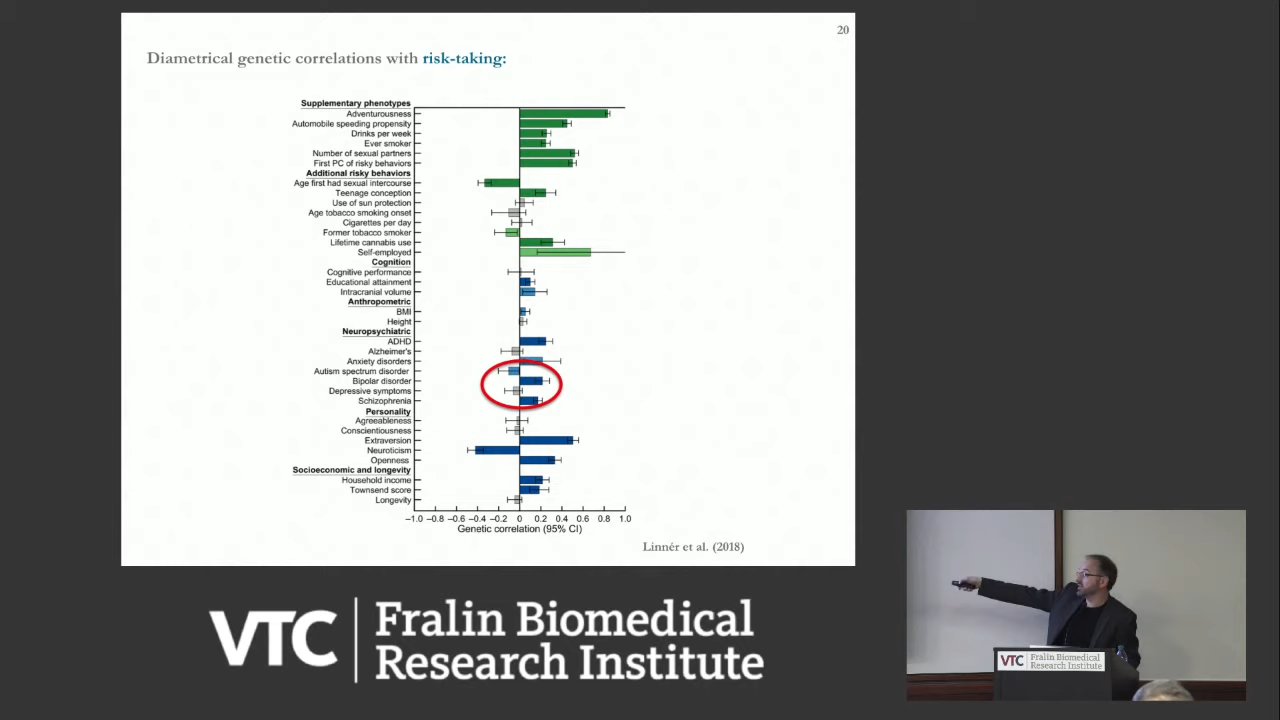 20
Diametrical genetic correlations with risk-taking:
Supplementary phenotypes
Adventurousness
Automobile speeding propensity
Drinks per week
Ever smoker
Number of sexual partners
First PC of risky behaviors
Additional risky behaviors
Age first had sexual intercourse
Teenage conception
Use of sun protection
Age tobacco smoking onset
Cigarettes per day
Former tobacco smoker
Lifetime cannabis use
Self-employed
Cognition
Cognitive performance
Educational attainment
Intracranial volume
Anthropometric
BMI
Height
Neuropsychiatric
ADHD
Alzheimer's
Anxiety disorders
Autism spectrum disorder
Bipolar disorder
Depressive symptoms
Schizophrenia
Personality
Agreeableness
Conscientiousness
Extraversion
Neuroticism
Openness
Socioeconomic and longevity
Household income
Townsend score
Longevity
−1.0 −0.8 −0.6 −0.4 −0.2 0 0.2 0.4 0.6 0.8 1.0
Genetic correlation (95% CI)
Linnér et al. (2018)
VTC Fralin Biomedical
Research Institute
VTC Fralin Biomedical
Research Institute